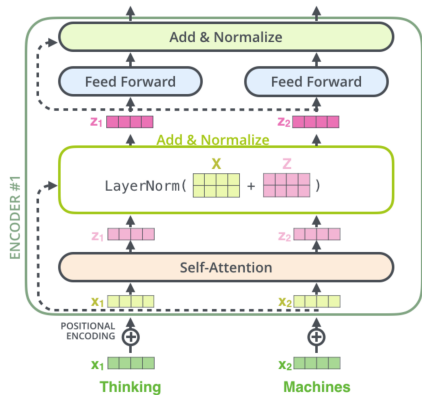 Add & Normalize
Feed Forward
Feed Forward
z1
z2
Add & Normalize
X
Z
LayerNorm( + )
ENCODER #1
z1
z2
Self-Attention
x1
x2
POSITIONAL
ENCODING
x1
x2
Thinking
Machines